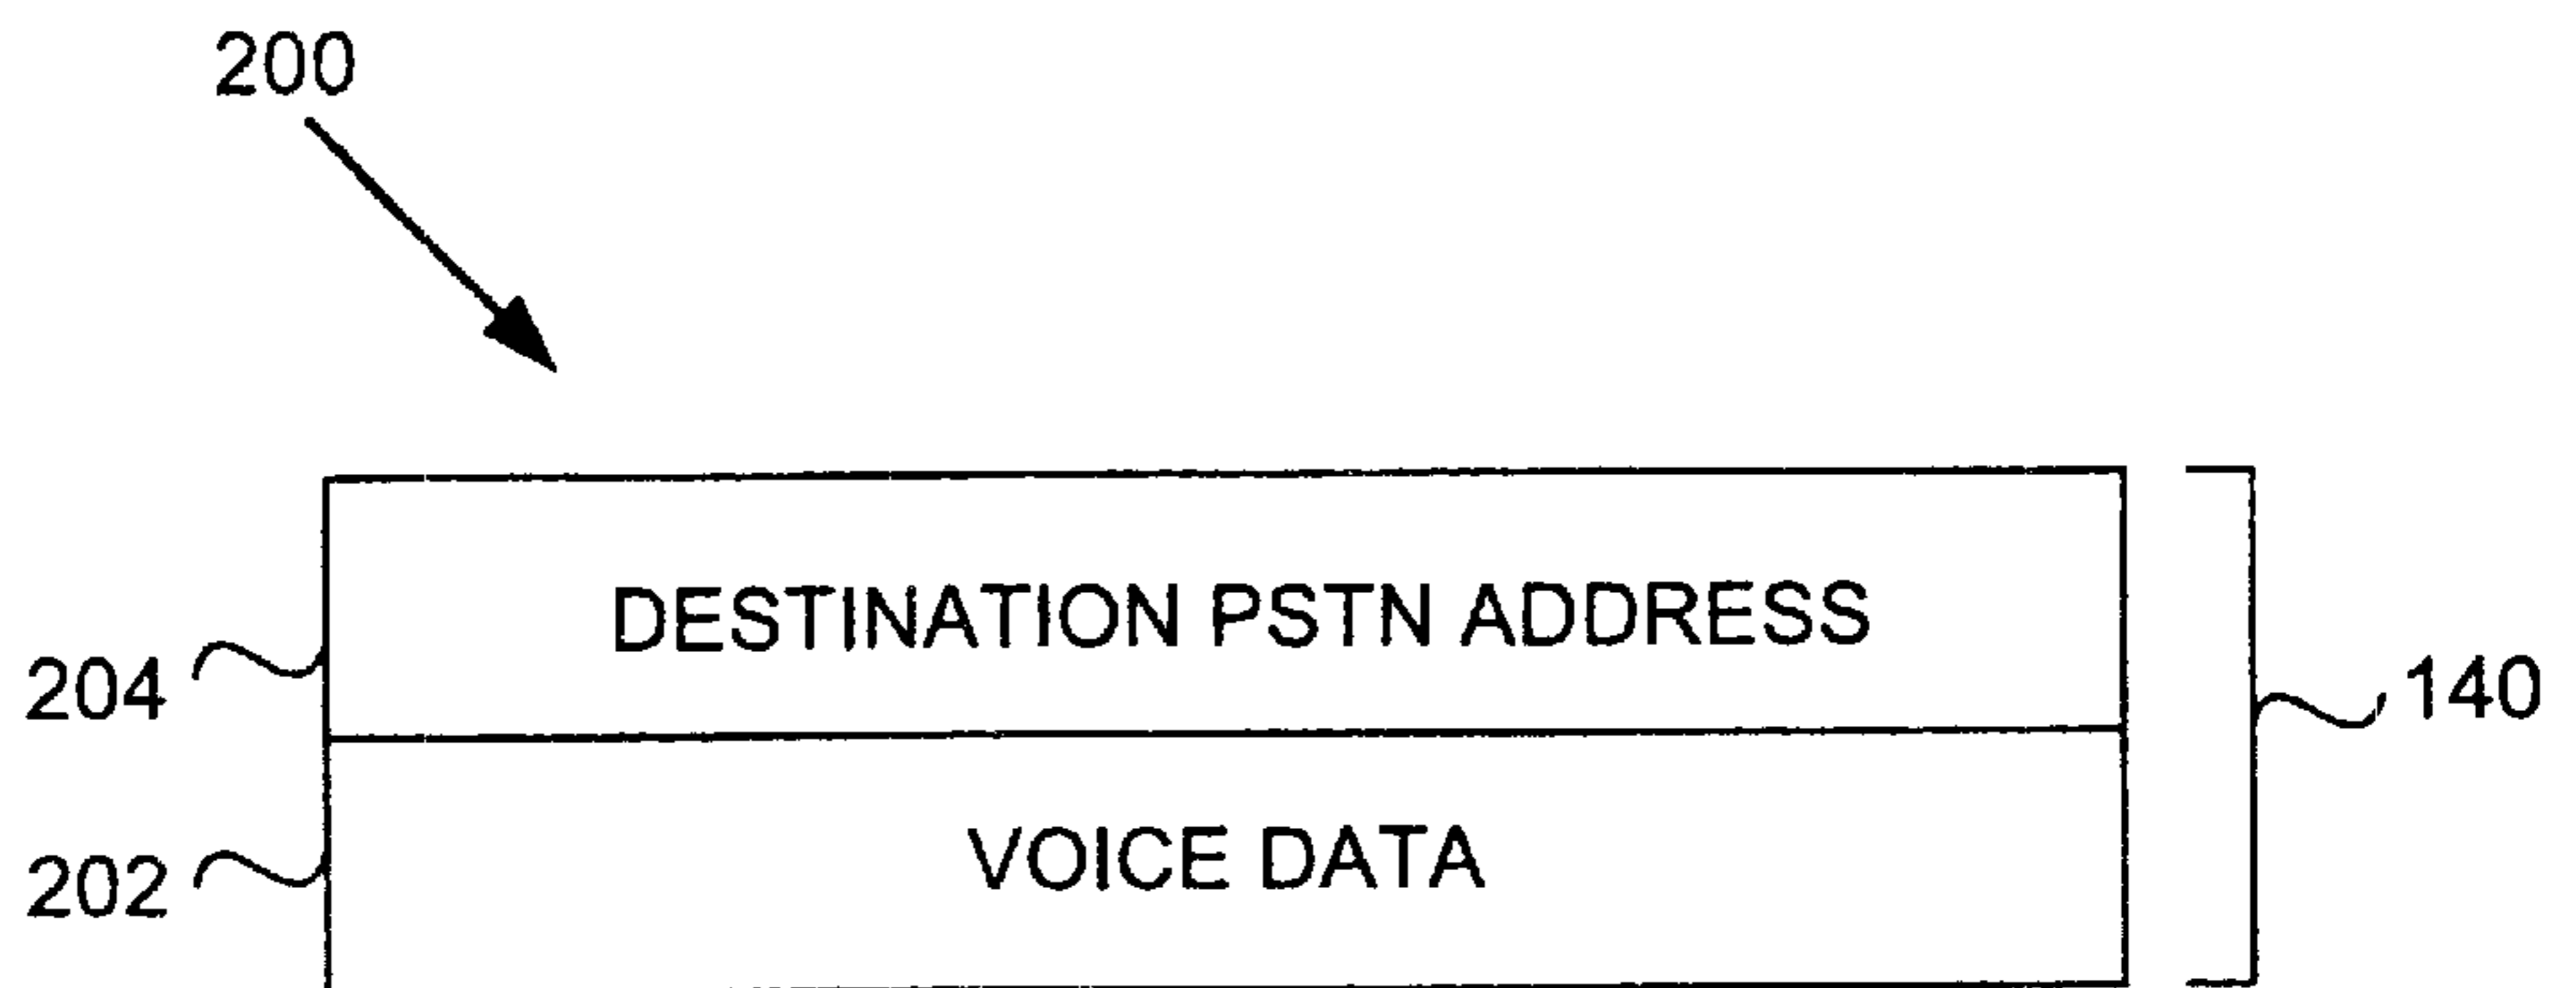 200
DESTINATION PSTN ADDRESS
204
140
VOICE DATA
202